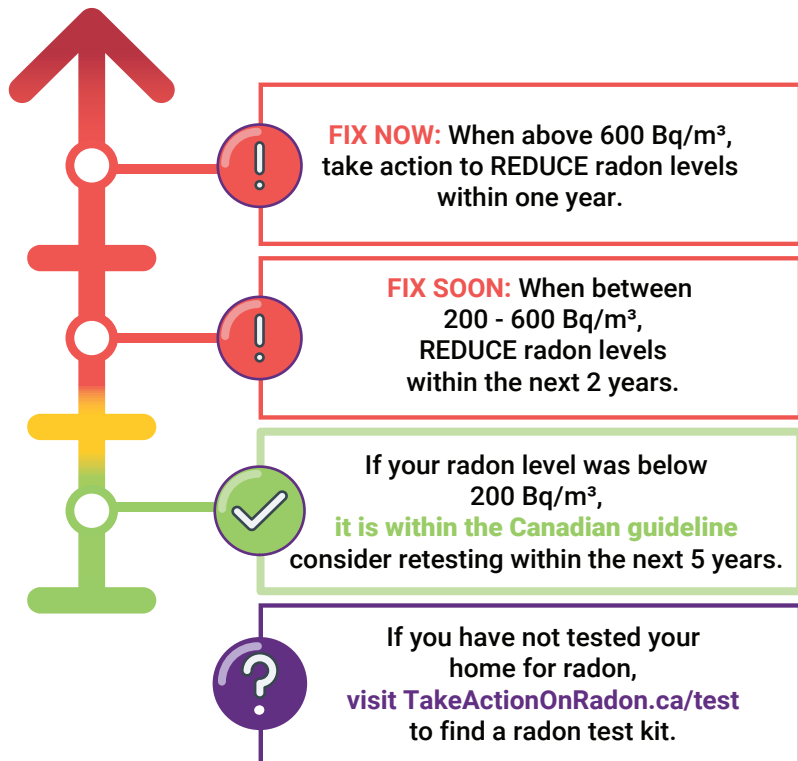 FIX NOW: When above 600 Bq/m³,
take action to REDUCE radon levels
within one year.
FIX SOON: When between
200 - 600 Bq/m³,
REDUCE radon levels
within the next 2 years.
If your radon level was below
200 Bq/m³,
it is within the Canadian guideline
consider retesting within the next 5 years.
If you have not tested your
home for radon,
visit TakeActionOnRadon.ca/test
to find a radon test kit.